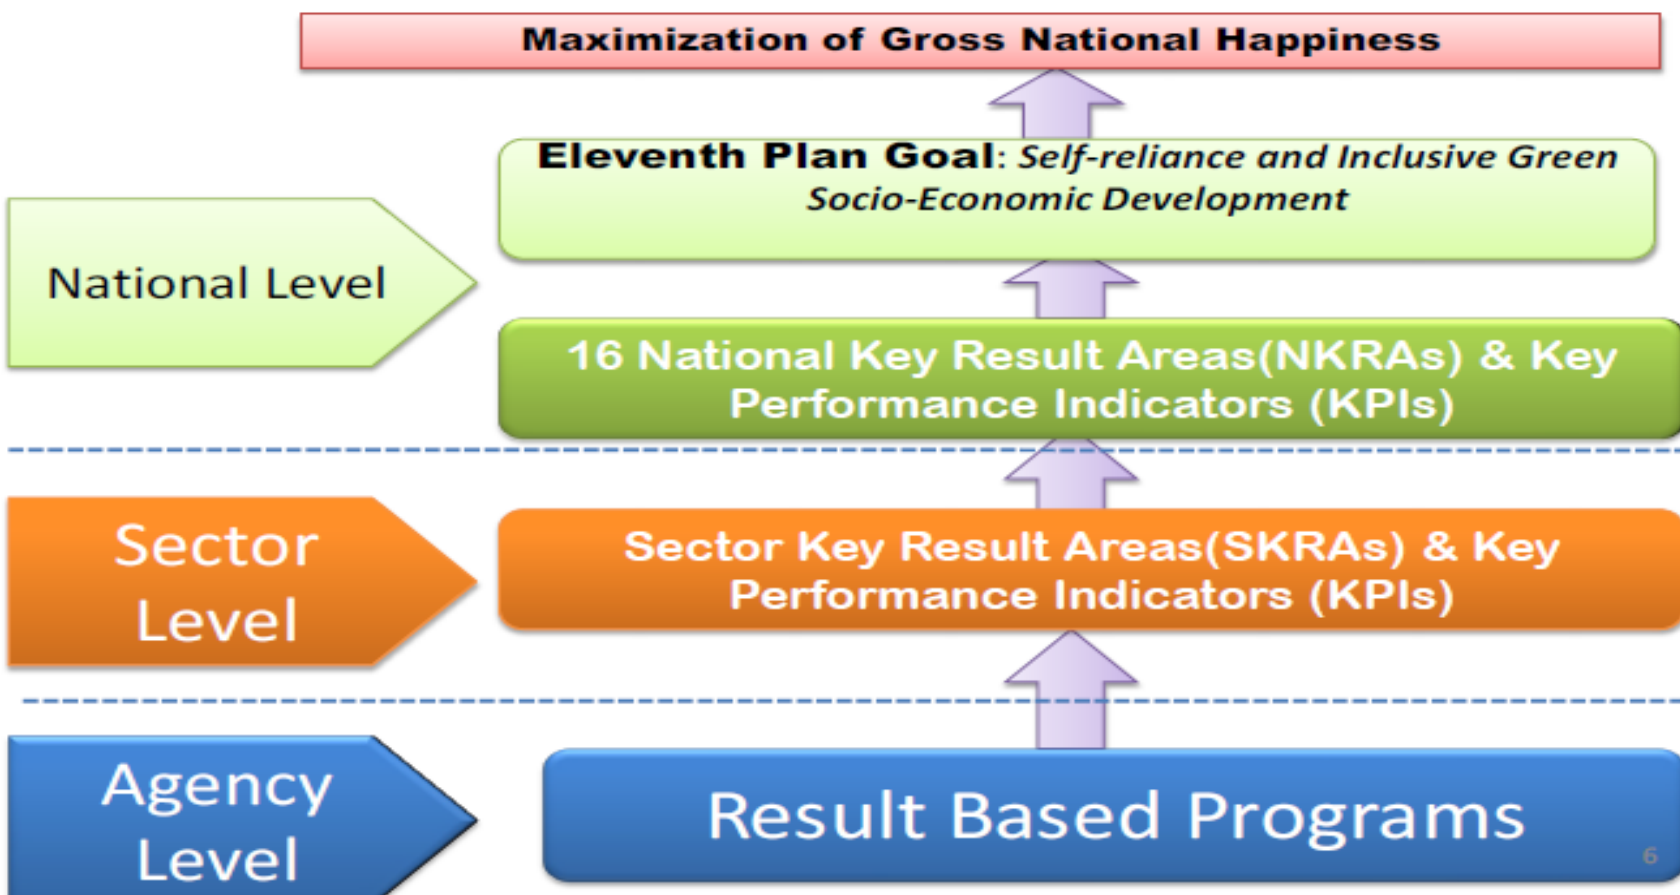 Maximization of Gross National Happiness
Eleventh Plan Goal: Self-reliance and Inclusive Green
Socio-Economic Development
National Level
16 National Key Result Areas(NKRAs) & Key
Performance Indicators (KPIs)
Sector
Level
Sector Key Result Areas(SKRAs) & Key
Performance Indicators (KPIs)
Agency
Level
Result Based Programs
6